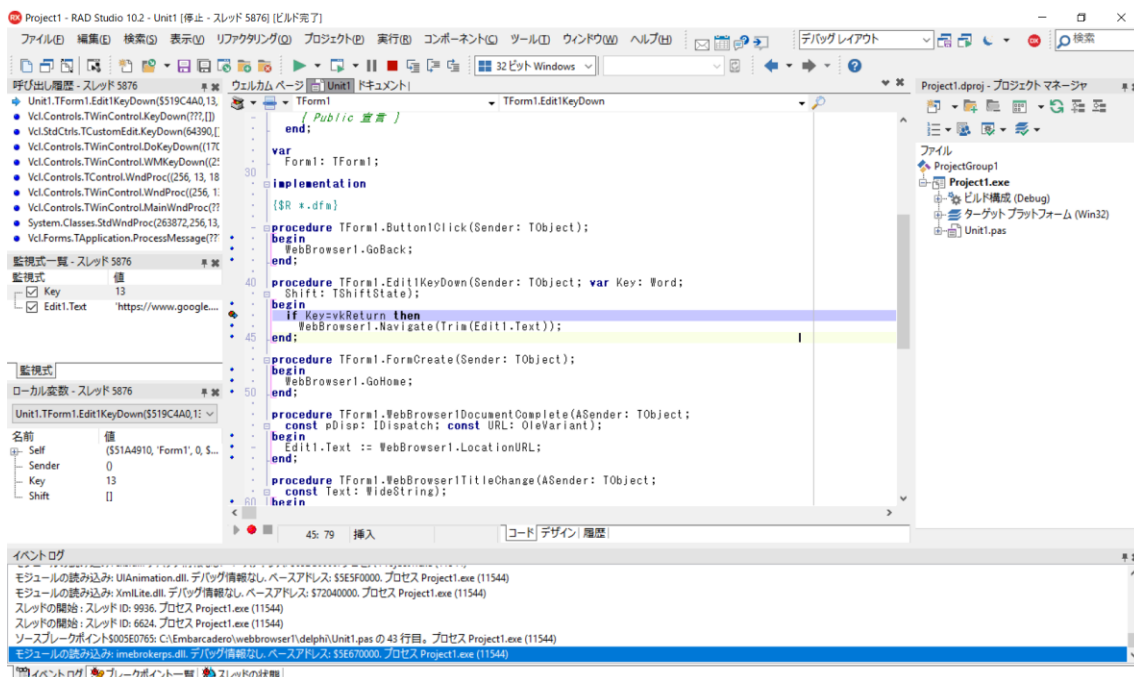 Project1 - RAD Studio 10.2 - Unit1 [停止 - スレッド 5876] [ビルド完了]
ファイル(F) 編集(E) 検索(S) 表示(V) リファクタリング(O) プロジェクト(P) 実行(R) コンポーネント(C) ツール(T) ウィンドウ(W) ヘルプ(H)
デバッグ レイアウト
検索
32 ビット Windows
呼び出し履歴 - スレッド 5876
Unit1.TForm1.Edit1KeyDown($519C4A0,13,
Vcl.Controls.TWinControl.KeyDown(???,[])
Vcl.StdCtrls.TCustomEdit.KeyDown(64390,[
Vcl.Controls.TWinControl.DoKeyDown((17(
Vcl.Controls.TWinControl.WMKeyDown((2
Vcl.Controls.TControl.WndProc((256, 13, 18
Vcl.Controls.TWinControl.WndProc((256, 1
Vcl.Controls.TWinControl.MainWndProc(??
System.Classes.StdWndProc(263872,256,13,
Vcl.Forms.TApplication.ProcessMessage(??
監視式一覧 - スレッド 5876
監視式 値
Key 13
Edit1.Text 'https://www.google....
監視式
ローカル変数 - スレッド 5876
Unit1.TForm1.Edit1KeyDown($519C4A0,1
名前 値
Self ($51A4910, 'Form1', 0, $...
Sender ()
Key 13
Shift []
ウェルカム ページ Unit1 ドキュメント
TForm1 TForm1.Edit1KeyDown
{ Public 宣言 }
end;
var
Form1: TForm1;
30
implementation
{$R *.dfm}
procedure TForm1.Button1Click(Sender: TObject);
begin
WebBrowser1.GoBack;
end;
40 procedure TForm1.Edit1KeyDown(Sender: TObject; var Key: Word;
Shift: TShiftState);
begin
if Key=vkReturn then
WebBrowser1.Navigate(Trim(Edit1.Text));
45 end;
procedure TForm1.FormCreate(Sender: TObject);
begin
WebBrowser1.GoHome;
50 end;
procedure TForm1.WebBrowser1DocumentComplete(ASender: TObject;
const pDisp: IDispatch; const URL: OleVariant);
begin
Edit1.Text := WebBrowser1.LocationURL;
end;
procedure TForm1.WebBrowser1TitleChange(ASender: TObject;
const Text: WideString);
60 begin
45: 79 挿入
コード デザイン 履歴
Project1.dproj - プロジェクト マネージャ
ファイル
ProjectGroup1
Project1.exe
ビルド構成 (Debug)
ターゲット プラットフォーム (Win32)
Unit1.pas
イベント ログ
モジュールの読み込み: UIAnimation.dll. デバッグ情報なし. ベースアドレス: $5E5F0000. プロセス Project1.exe (11544)
モジュールの読み込み: XmlLite.dll. デバッグ情報なし. ベースアドレス: $72040000. プロセス Project1.exe (11544)
スレッドの開始 : スレッド ID: 9936. プロセス Project1.exe (11544)
スレッドの開始 : スレッド ID: 6624. プロセス Project1.exe (11544)
ソースブレークポイント$005E0765: C:\Embarcadero\webbrowser1\delphi\Unit1.pas の 43 行目。プロセス Project1.exe (11544)
モジュールの読み込み: imebrokerps.dll. デバッグ情報なし. ベースアドレス: $5E670000. プロセス Project1.exe (11544)
イベント ログ ブレークポイント一覧 スレッドの状態